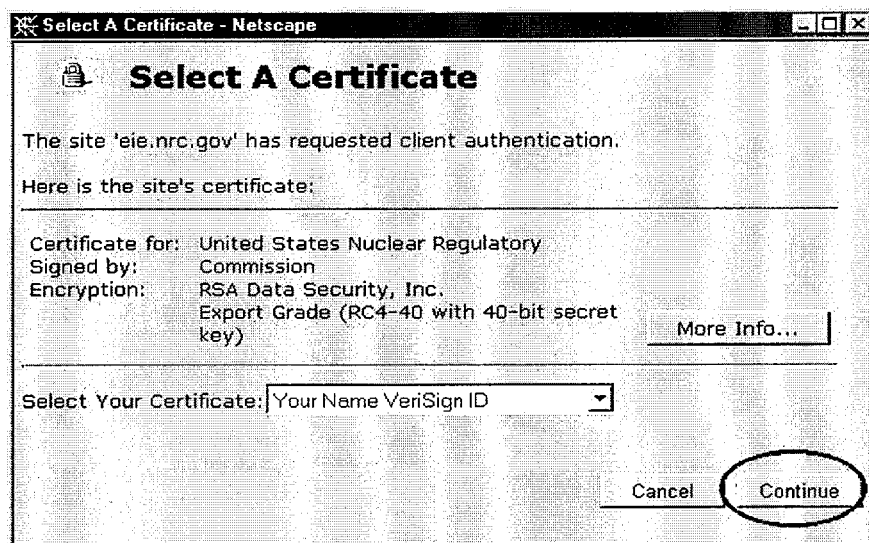 Select A Certificate - Netscape
Select A Certificate
The site 'eie.nrc.gov' has requested client authentication.
Here is the site's certificate:
Certificate for: United States Nuclear Regulatory
Signed by: Commission
Encryption: RSA Data Security, Inc.
Export Grade (RC4-40 with 40-bit secret
key)
More Info...
Select Your Certificate: Your Name VeriSign ID
Cancel Continue